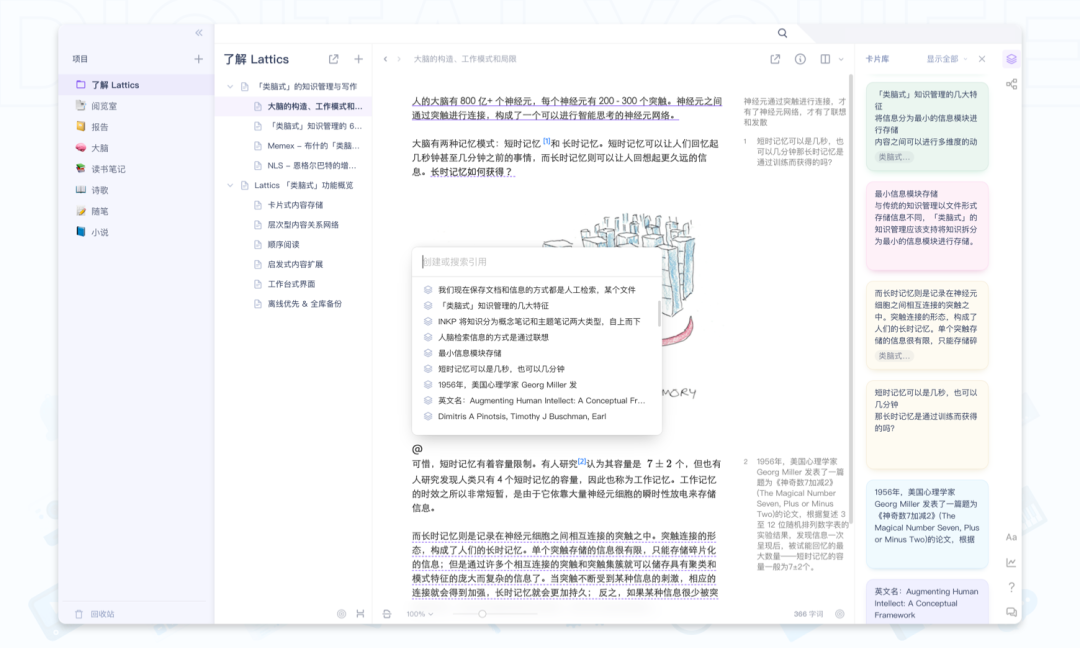 项目
了解 Lattics
阅览室
报告
大脑
读书笔记
诗歌
随笔
小说
回收站
了解 Lattics
「类脑式」的知识管理与写作
大脑的构造、工作模式和...
「类脑式」知识管理的 6...
Memex – 布什的「类脑...
NLS – 恩格尔巴特的增...
Lattics 「类脑式」功能概览
卡片式内容存储
层次型内容关系网络
顺序阅读
启发式内容扩展
工作台式界面
离线优先 & 全库备份
大脑的构造、工作模式和局限
人的大脑有 800 亿+ 个神经元，每个神经元有 200 - 300 个突触。神经元之间
通过突触进行连接，构成了一个可以进行智能思考的神经元网络。
大脑有两种记忆模式：短时记忆 [1]和 长时记忆。短时记忆可以让人们回忆起
几秒钟甚至几分钟之前的事情，而长时记忆则可以让人回想起更久远的信
息。长时记忆如何获得？
创建或搜索引用
我们现在保存文档和信息的方式都是人工检索，某个文件
「类脑式」知识管理的几大特征
INKP 将知识分为概念笔记和主题笔记两大类型，自上而下
人脑检索信息的方式是通过联想
最小信息模块存储
短时记忆可以是几秒，也可以几分钟
1956年，美国心理学家 Georg Miller 发
英文名：Augmenting Human Intellect: A Conceptual Fr...
Dimitris A Pinotsis, Timothy J Buschman, Earl
MORY
@
可惜，短时记忆有着容量限制。有人研究[2]认为其容量是 7 ± 2 个，但也有
人研究发现人类只有 4 个短时记忆的容量，因此也称为工作记忆。工作记忆
的时效之所以非常短暂，是由于它依靠大量神经元细胞的瞬时性放电来存储
信息。
而长时记忆则是记录在神经元细胞之间相互连接的突触之中。突触连接的形
态，构成了人们的长时记忆。单个突触存储的信息很有限，只能存储碎片化
的信息；但是通过许多个相互连接的突触和突触集簇就可以储存具有聚类和
模式特征的庞大而复杂的信息了。当突触不断受到某种信息的刺激，相应的
连接就会得到加强，长时记忆就会更加持久； 反之，如果某种信息很少被突
100%
366 字词
神经元通过突触进行连接，才
有了神经元网络，才有了联想
和发散
1 短时记忆可以是几秒，也
可以几分钟那长时记忆是
通过训练而获得的吗?
2 1956年，美国心理学家
Georg Miller 发表了一篇
题为《神奇数7加减2》
(The Magical Number
Seven, Plus or Minus
Two)的论文，根据复述 3
至 12 位随机排列数字表的
实验结果，发现信息一次
呈现后，被试能回忆的最
大数量——短时记忆的容
量一般为7±2个。
卡片库
显示全部
「类脑式」知识管理的几大特
征
将信息分为最小的信息模块进
行存储
内容之间可以进行多维度的动
类脑式...
最小信息模块存储
与传统的知识管理以文件形式
存储信息不同，「类脑式」的
知识管理应该支持将知识拆分
为最小的信息模块进行存储。
而长时记忆则是记录在神经元
细胞之间相互连接的突触之
中。突触连接的形态，构成了
人们的长时记忆。单个突触存
储的信息很有限，只能存储碎
类脑式...
短时记忆可以是几秒，也可以
几分钟
那长时记忆是通过训练而获得
的吗?
1956年，美国心理学家
Georg Miller 发表了一篇题为
《神奇数7加减2》(The
Magical Number Seven, Plus
or Minus Two)的论文，根据
英文名：Augmenting Human
Intellect: A Conceptual
Framework
Aa